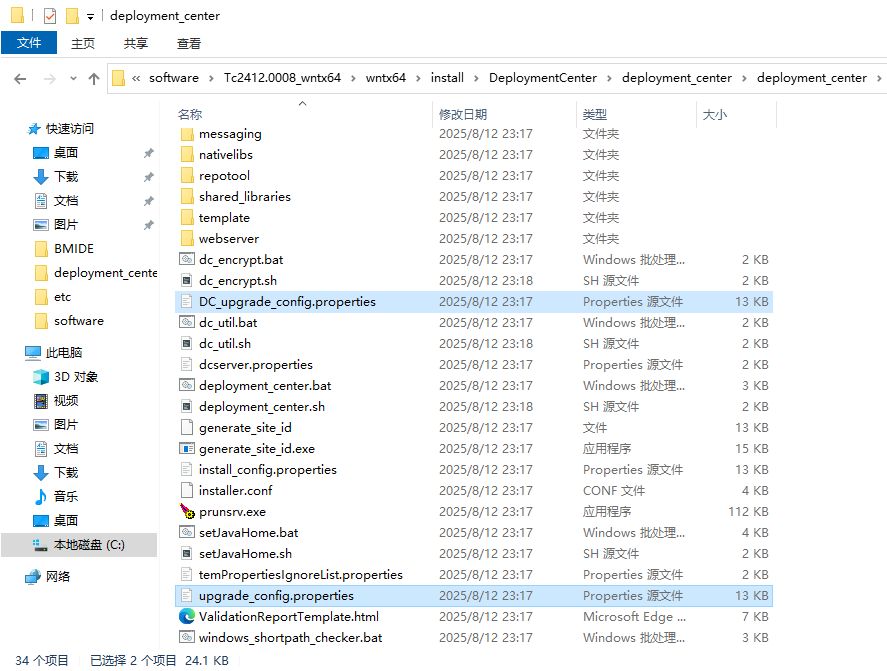 deployment_center
文件 主页 共享 查看
« software › Tc2412.0008_wntx64 › wntx64 › install › DeploymentCenter › deployment_center › deployment_center ›
快速访问
桌面
下载
文档
图片
BMIDE
deployment_cente
etc
software
此电脑
3D 对象
视频
图片
文档
下载
音乐
桌面
本地磁盘 (C:)
网络
名称 修改日期 类型 大小
messaging 2025/8/12 23:17 文件夹
nativelibs 2025/8/12 23:17 文件夹
repotool 2025/8/12 23:17 文件夹
shared_libraries 2025/8/12 23:17 文件夹
template 2025/8/12 23:17 文件夹
webserver 2025/8/12 23:17 文件夹
dc_encrypt.bat 2025/8/12 23:17 Windows 批处理... 2 KB
dc_encrypt.sh 2025/8/12 23:18 SH 源文件 2 KB
DC_upgrade_config.properties 2025/8/12 23:17 Properties 源文件 13 KB
dc_util.bat 2025/8/12 23:17 Windows 批处理... 2 KB
dc_util.sh 2025/8/12 23:18 SH 源文件 2 KB
dcserver.properties 2025/8/12 23:17 Properties 源文件 2 KB
deployment_center.bat 2025/8/12 23:17 Windows 批处理... 3 KB
deployment_center.sh 2025/8/12 23:18 SH 源文件 2 KB
generate_site_id 2025/8/12 23:17 文件 13 KB
generate_site_id.exe 2025/8/12 23:17 应用程序 15 KB
install_config.properties 2025/8/12 23:17 Properties 源文件 13 KB
installer.conf 2025/8/12 23:17 CONF 文件 4 KB
prunsrv.exe 2025/8/12 23:17 应用程序 112 KB
setJavaHome.bat 2025/8/12 23:17 Windows 批处理... 4 KB
setJavaHome.sh 2025/8/12 23:17 SH 源文件 2 KB
temPropertiesIgnoreList.properties 2025/8/12 23:17 Properties 源文件 2 KB
upgrade_config.properties 2025/8/12 23:17 Properties 源文件 13 KB
ValidationReportTemplate.html 2025/8/12 23:17 Microsoft Edge ... 7 KB
windows_shortpath_checker.bat 2025/8/12 23:17 Windows 批处理... 3 KB
34 个项目 已选择 2 个项目 24.1 KB